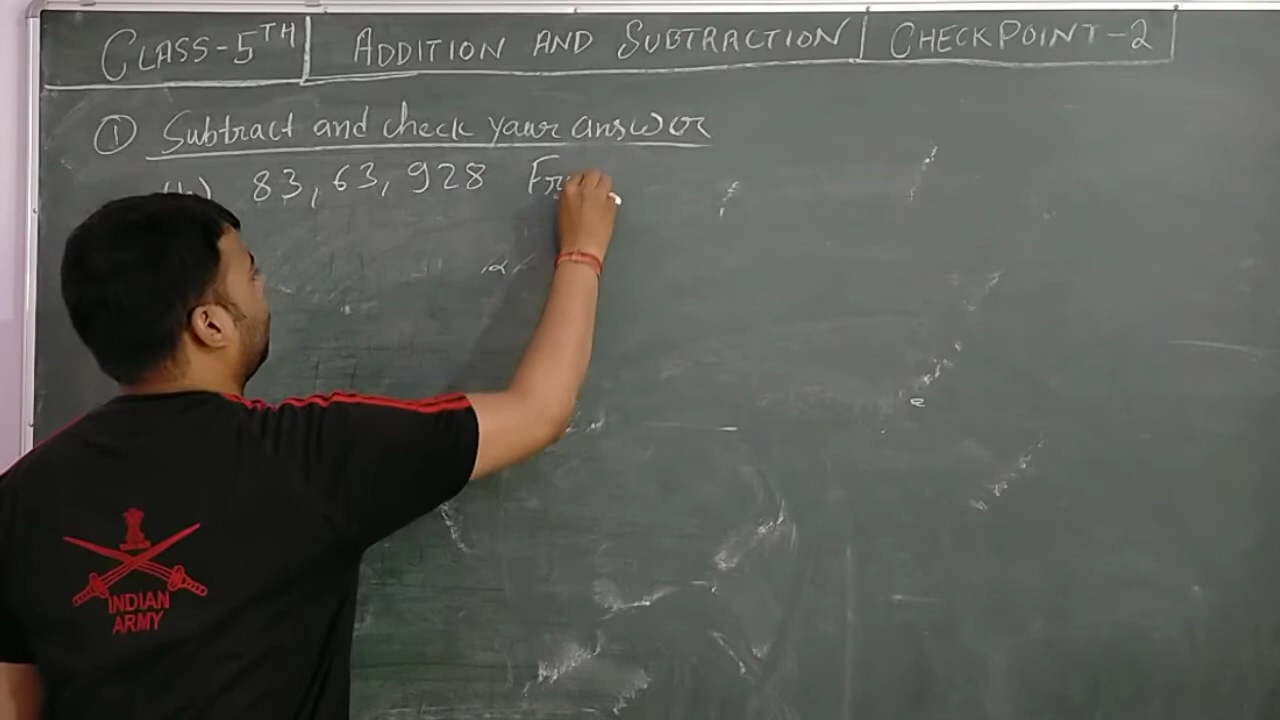 CLASS-5TH ADDITION AND SUBTRACTION CHECKPOINT-2
① Subtract and check your answer
83,63,928
INDIAN
ARMY